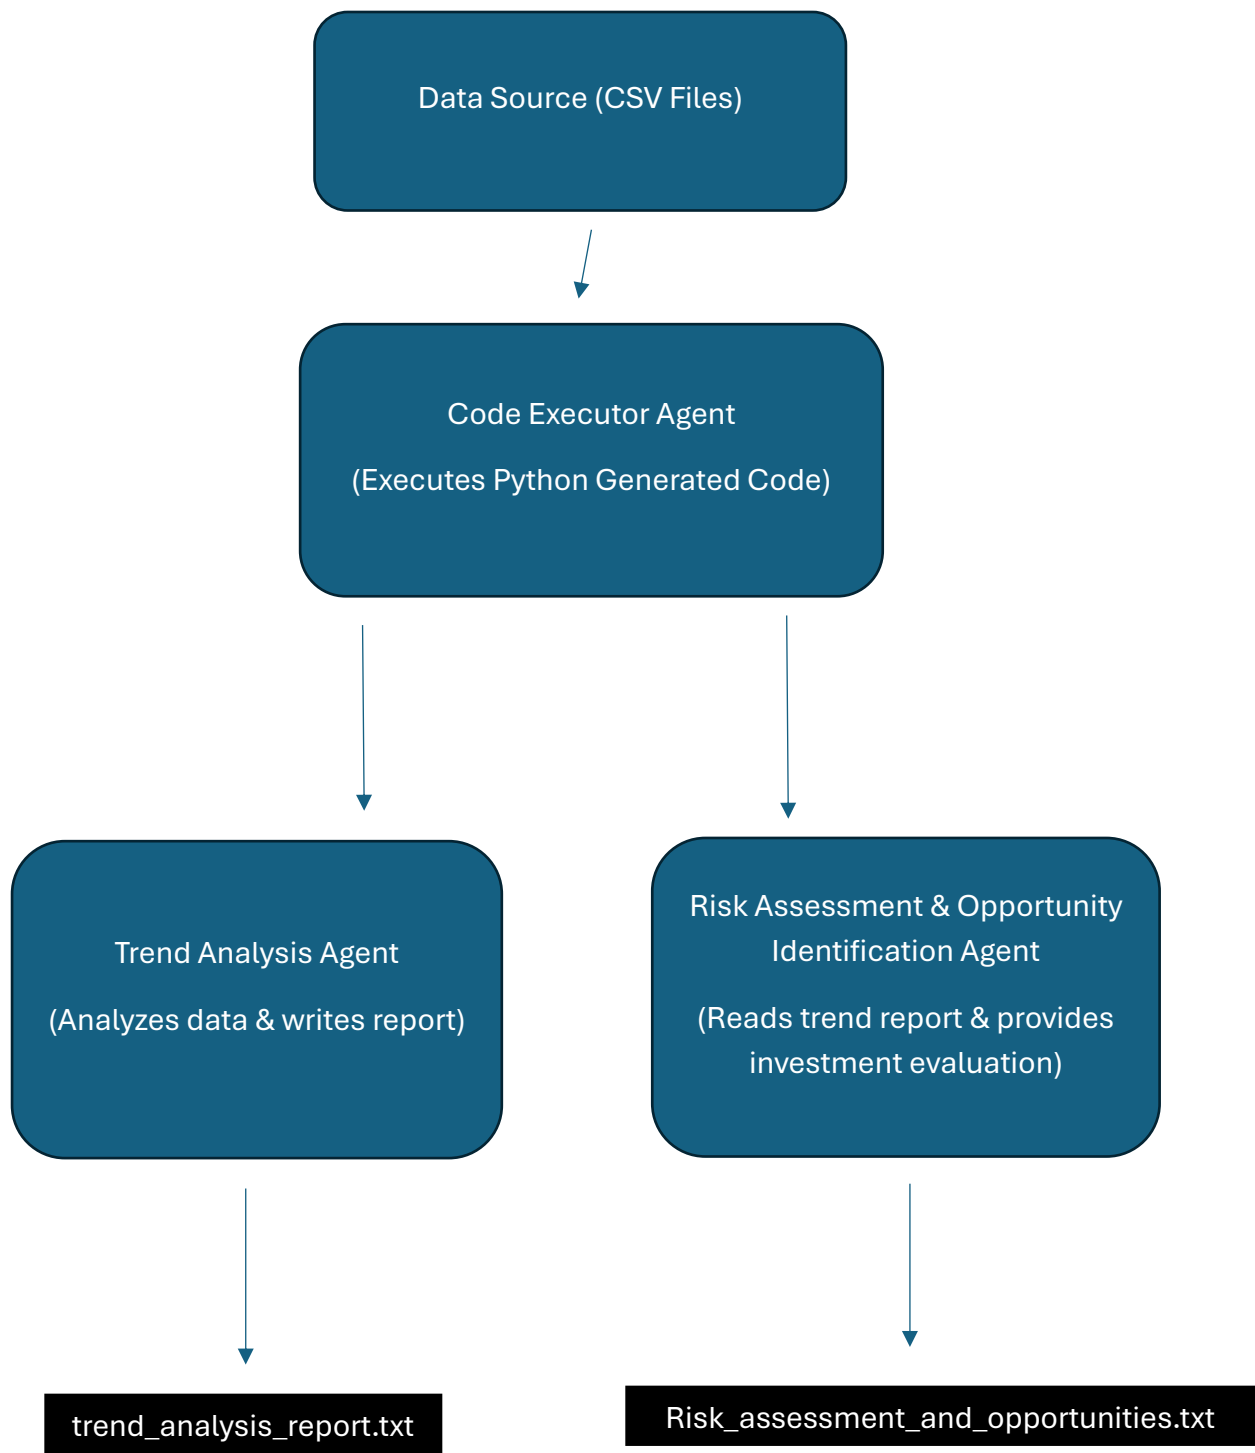 Data Source (CSV Files)
Code Executor Agent
(Executes Python Generated Code)
Trend Analysis Agent
(Analyzes data & writes report)
Risk Assessment & Opportunity
Identification Agent
(Reads trend report & provides
investment evaluation)
trend_analysis_report.txt
Risk_assessment_and_opportunities.txt